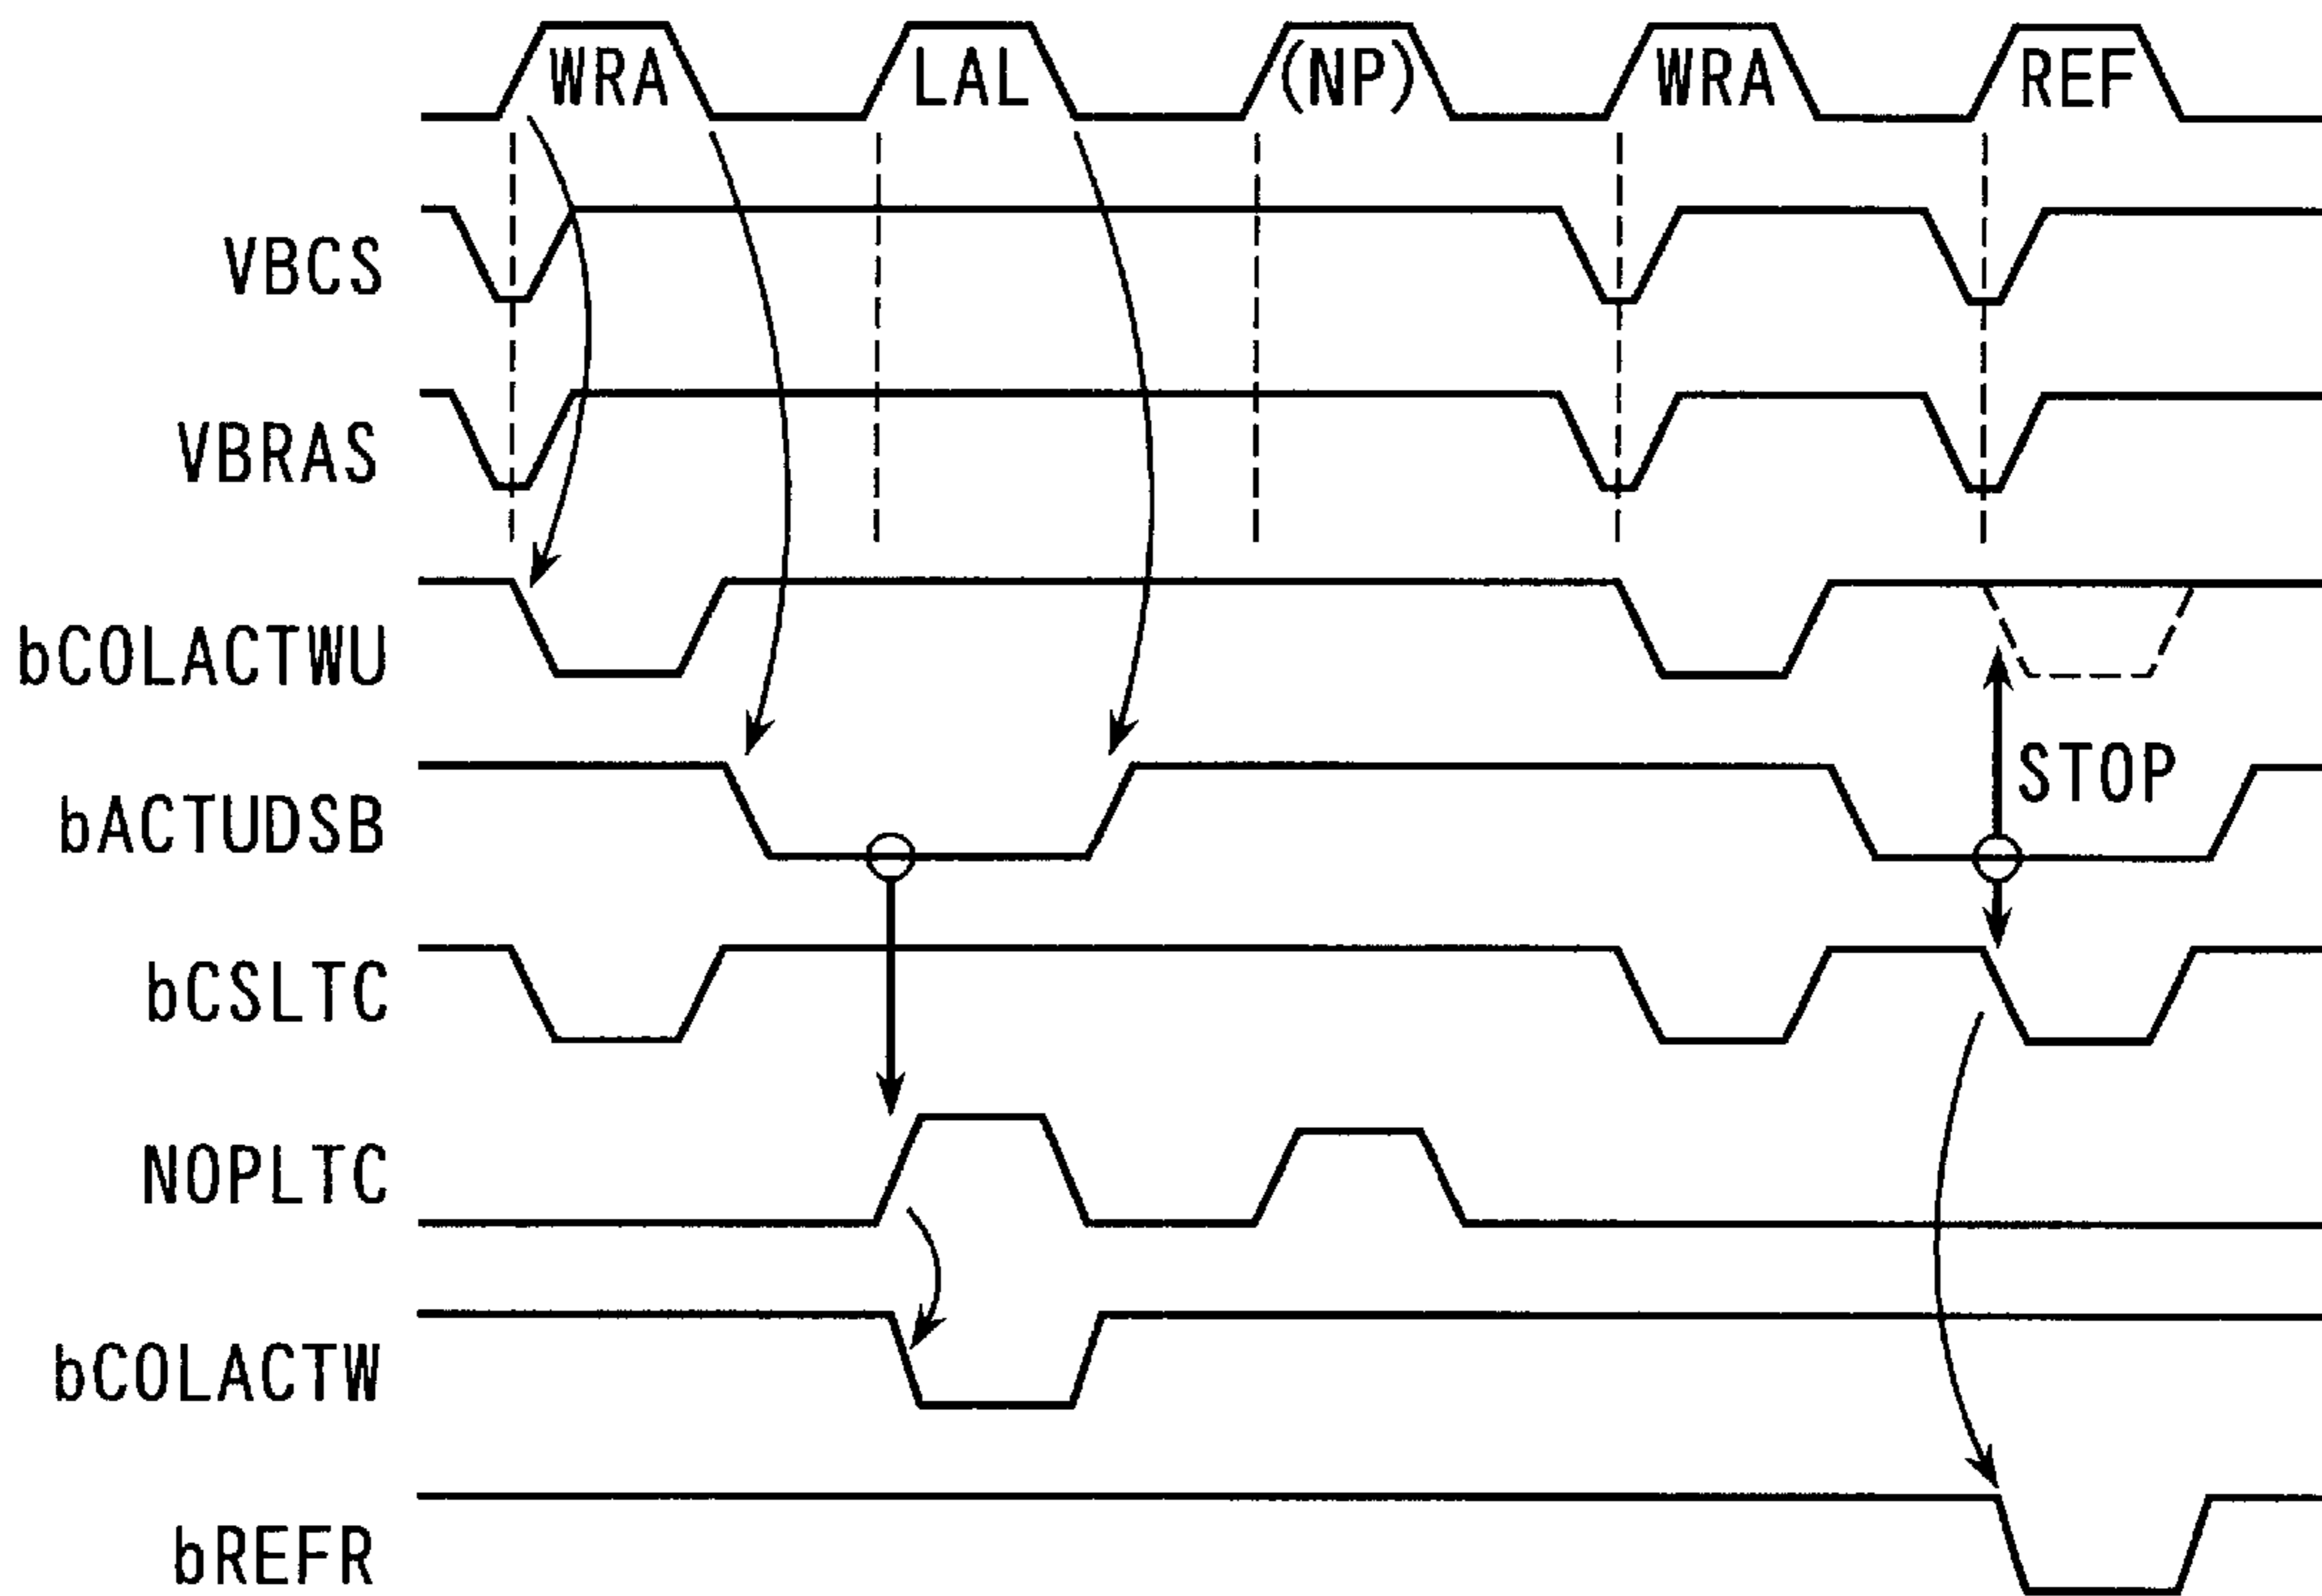 WRA LAL (NP) WRA REF
VBCS
VBRAS
bCOLACTWU
STOP
bACTUDSB
bCSLTC
NOPLTC
bCOLACTW
bREFR